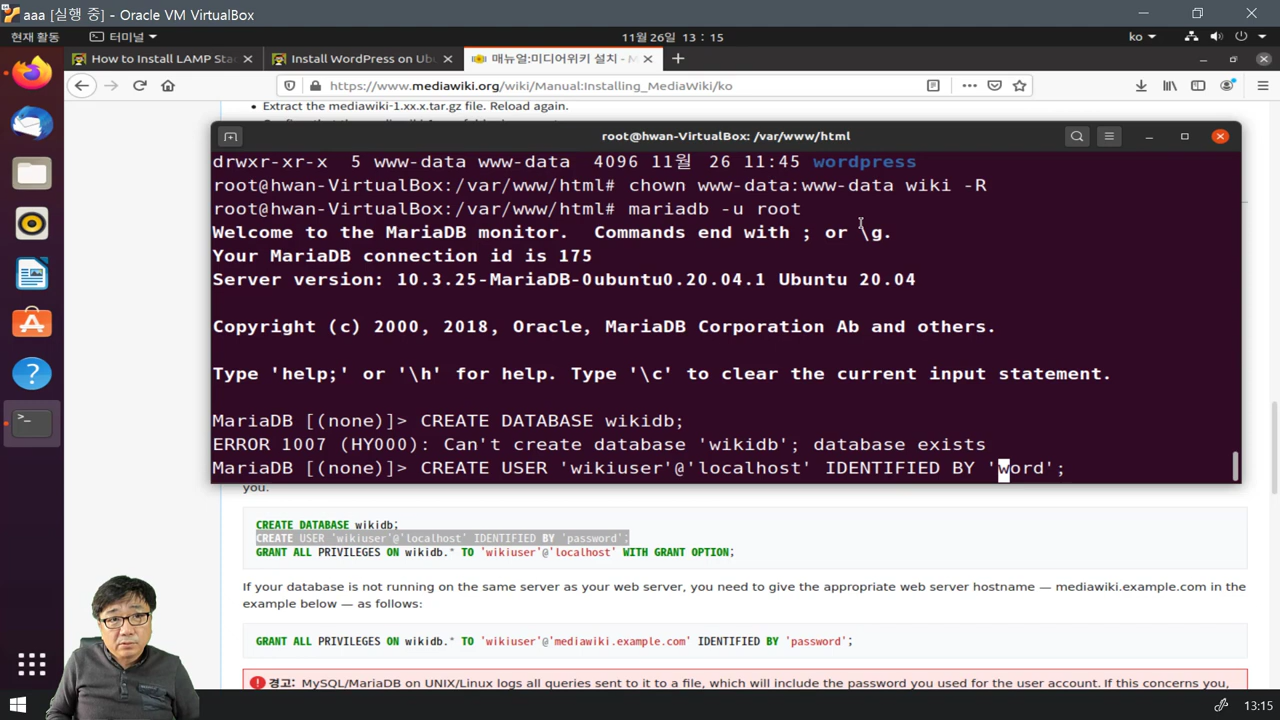 aaa [실행 중] - Oracle VM VirtualBox
현재 활동
터미널
11월26일 13 : 15
ko
How to Install LAMP Stac
Install WordPress on Ubu
매뉴얼:미디어위키 설치 - M
https://www.mediawiki.org/wiki/Manual:Installing_MediaWiki/ko
Extract the mediawiki-1.xx.x.tar.gz file. Reload again.
root@hwan-VirtualBox: /var/www/html
drwxr-xr-x 5 www-data www-data 4096 11월 26 11:45 wordpress
root@hwan-VirtualBox:/var/www/html# chown www-data:www-data wiki -R
root@hwan-VirtualBox:/var/www/html# mariadb -u root
Welcome to the MariaDB monitor. Commands end with ; or \g.
Your MariaDB connection id is 175
Server version: 10.3.25-MariaDB-0ubuntu0.20.04.1 Ubuntu 20.04
Copyright (c) 2000, 2018, Oracle, MariaDB Corporation Ab and others.
Type 'help;' or '\h' for help. Type '\c' to clear the current input statement.
MariaDB [(none)]> CREATE DATABASE wikidb;
ERROR 1007 (HY000): Can't create database 'wikidb'; database exists
MariaDB [(none)]> CREATE USER 'wikiuser'@'localhost' IDENTIFIED BY 'word';
you.
CREATE DATABASE wikidb;
CREATE USER 'wikiuser'@'localhost' IDENTIFIED BY 'password';
GRANT ALL PRIVILEGES ON wikidb.* TO 'wikiuser'@'localhost' WITH GRANT OPTION;
If your database is not running on the same server as your web server, you need to give the appropriate web server hostname — mediawiki.example.com in the
example below — as follows:
GRANT ALL PRIVILEGES ON wikidb.* TO 'wikiuser'@'mediawiki.example.com' IDENTIFIED BY 'password';
경고: MySQL/MariaDB on UNIX/Linux logs all queries sent to it to a file, which will include the password you used for the user account. If this concerns you,
13:15